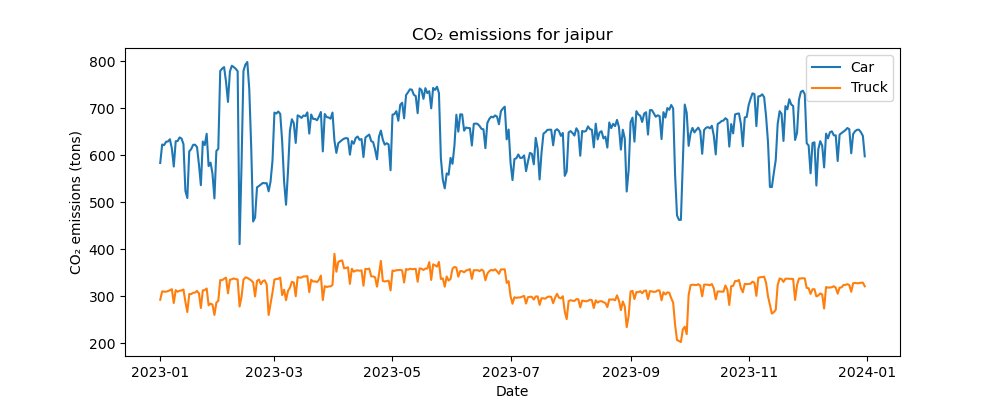 CO₂ emissions for jaipur
Car
Truck
CO₂ emissions (tons)
800
700
600
500
400
300
200
2023-01
2023-03
2023-05
2023-07
2023-09
2023-11
2024-01
Date